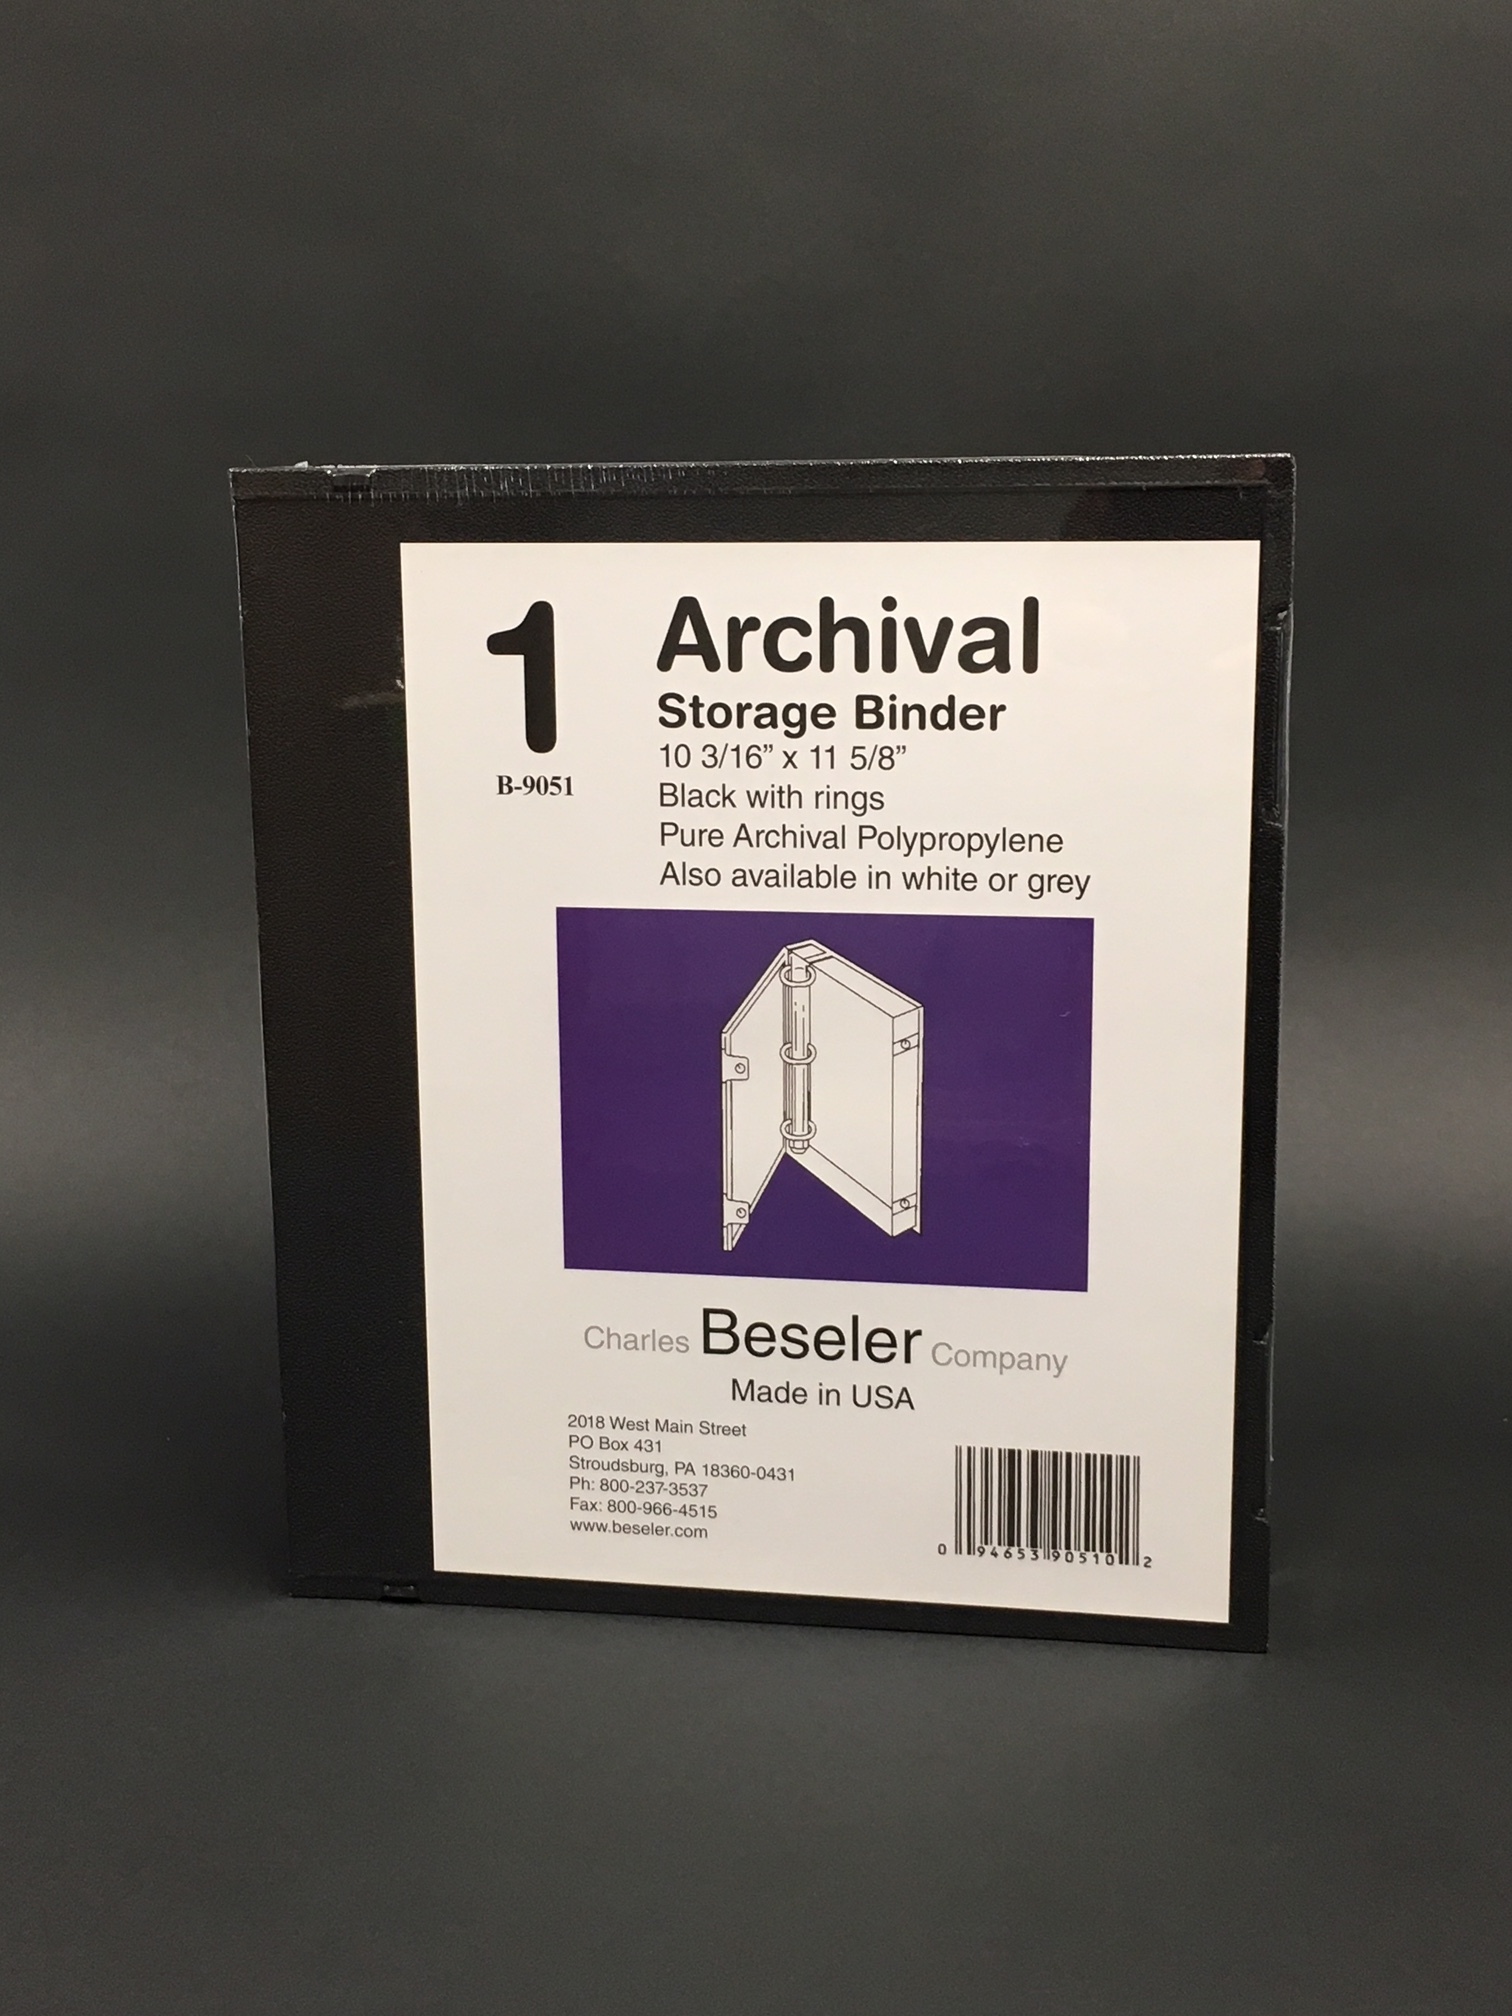 1
B-9051
Archival
Storage Binder
10 3/16” x 11 5/8”
Black with rings
Pure Archival Polypropylene
Also available in white or grey
Charles Beseler Company
Made in USA
2018 West Main Street
PO Box 431
Stroudsburg, PA 18360-0431
Ph: 800-237-3537
Fax: 800-966-4515
www.beseler.com
0 94653 90510 2